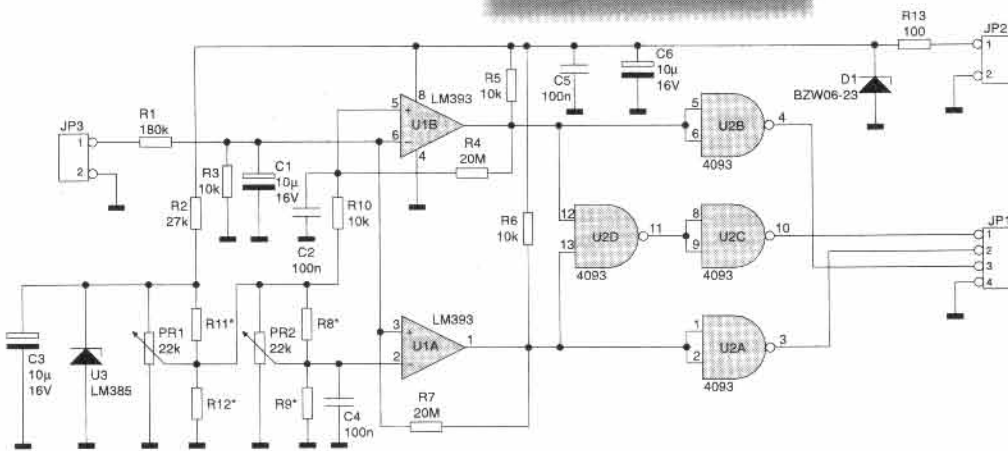 R13
100
JP2
1
2
C6
10µ
16V
C5
100n
D1
BZW06-23
R5
10k
8
LM393
5
+
U1B
6
−
4
R4
20M
5
U2B
4
6
4093
JP3
1
2
R1
180k
R3
10k
C1
10µ
16V
R2
27k
C2
100n
R10
10k
R6
10k
12
U2D
11
13
4093
8
U2C
10
9
4093
JP1
1
2
3
4
C3
10µ
16V
U3
LM385
PR1
22k
R11*
R12*
PR2
22k
R8*
R9*
C4
100n
LM393
3
+
U1A
1
2
−
R7
20M
1
U2A
3
2
4093